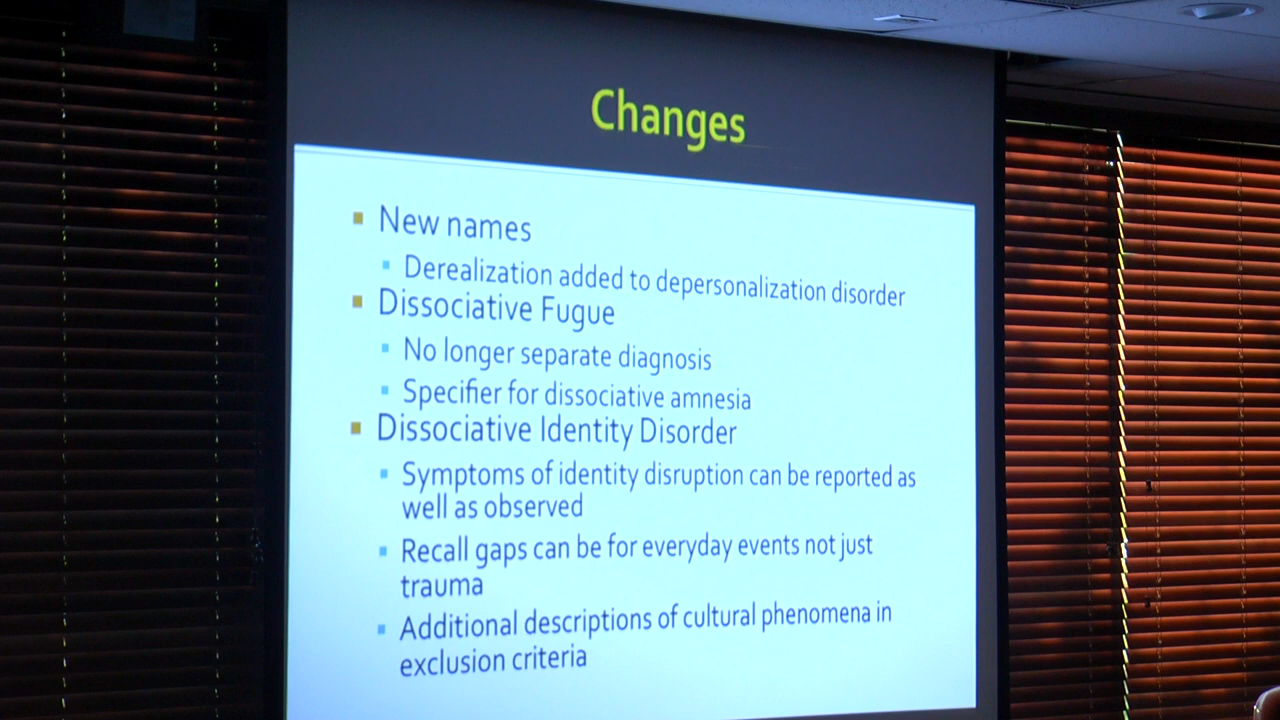 Changes
New names
Derealization added to depersonalization disorder
Dissociative Fugue
No longer separate diagnosis
Specifier for dissociative amnesia
Dissociative Identity Disorder
Symptoms of identity disruption can be reported as
well as observed
Recall gaps can be for everyday events not just
trauma
Additional descriptions of cultural phenomena in
exclusion criteria